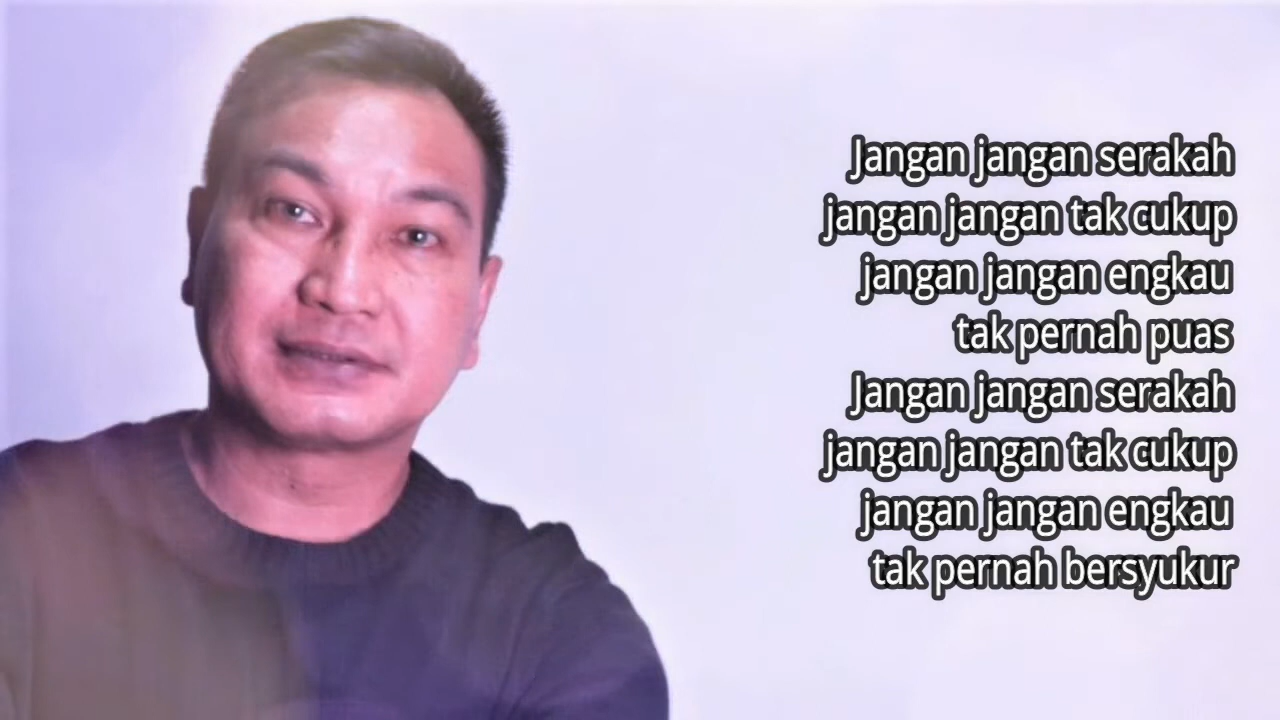 Jangan jangan serakah
jangan jangan tak cukup
jangan jangan engkau
tak pernah puas
Jangan jangan serakah
jangan jangan tak cukup
jangan jangan engkau
tak pernah bersyukur